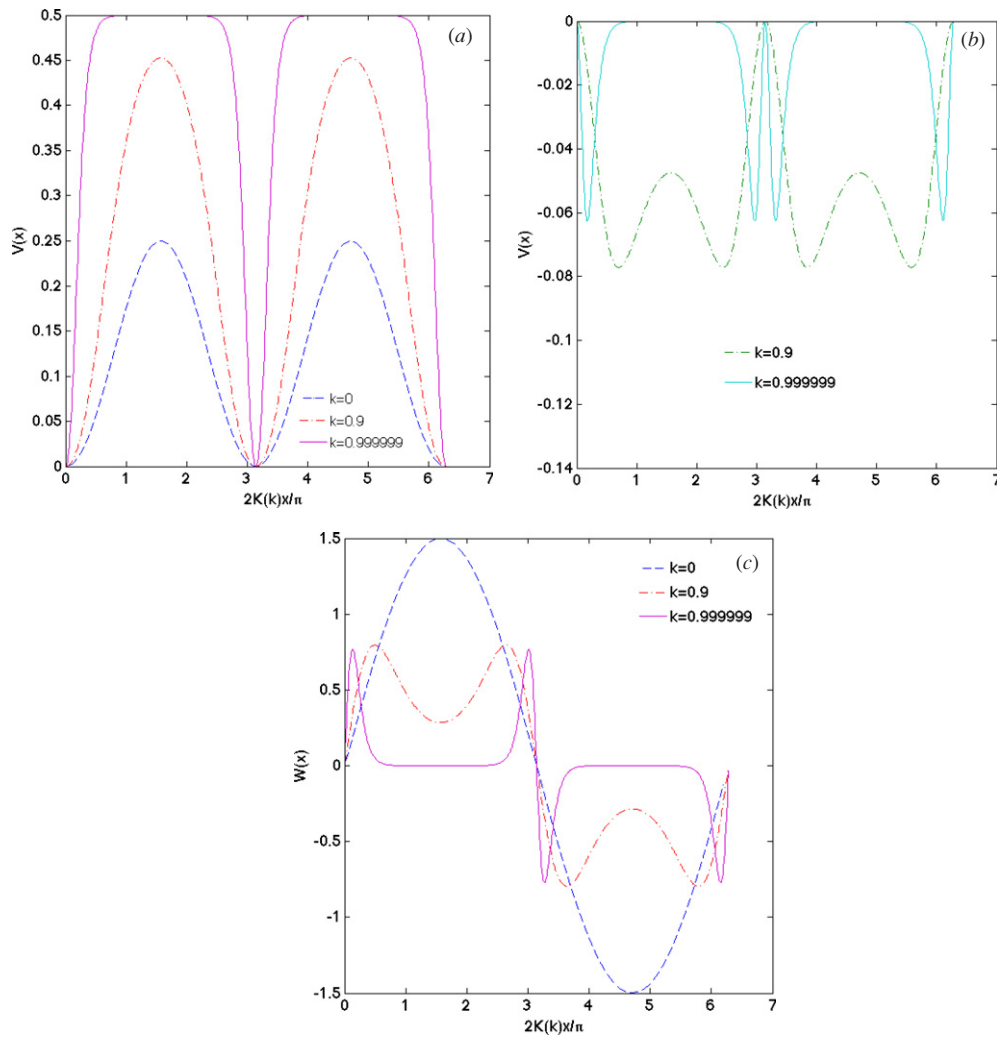 (a)
V(x)
0.5
0.45
0.4
0.35
0.3
0.25
0.2
0.15
0.1
0.05
0
k=0
k=0.9
k=0.999999
0 1 2 3 4 5 6 7
2K(k)x/π
(b)
V(x)
0
-0.02
-0.04
-0.06
-0.08
-0.1
-0.12
-0.14
k=0.9
k=0.999999
0 1 2 3 4 5 6 7
2K(k)x/π
(c)
W(x)
1.5
1
0.5
0
-0.5
-1
-1.5
k=0
k=0.9
k=0.999999
0 1 2 3 4 5 6 7
2K(k)x/π